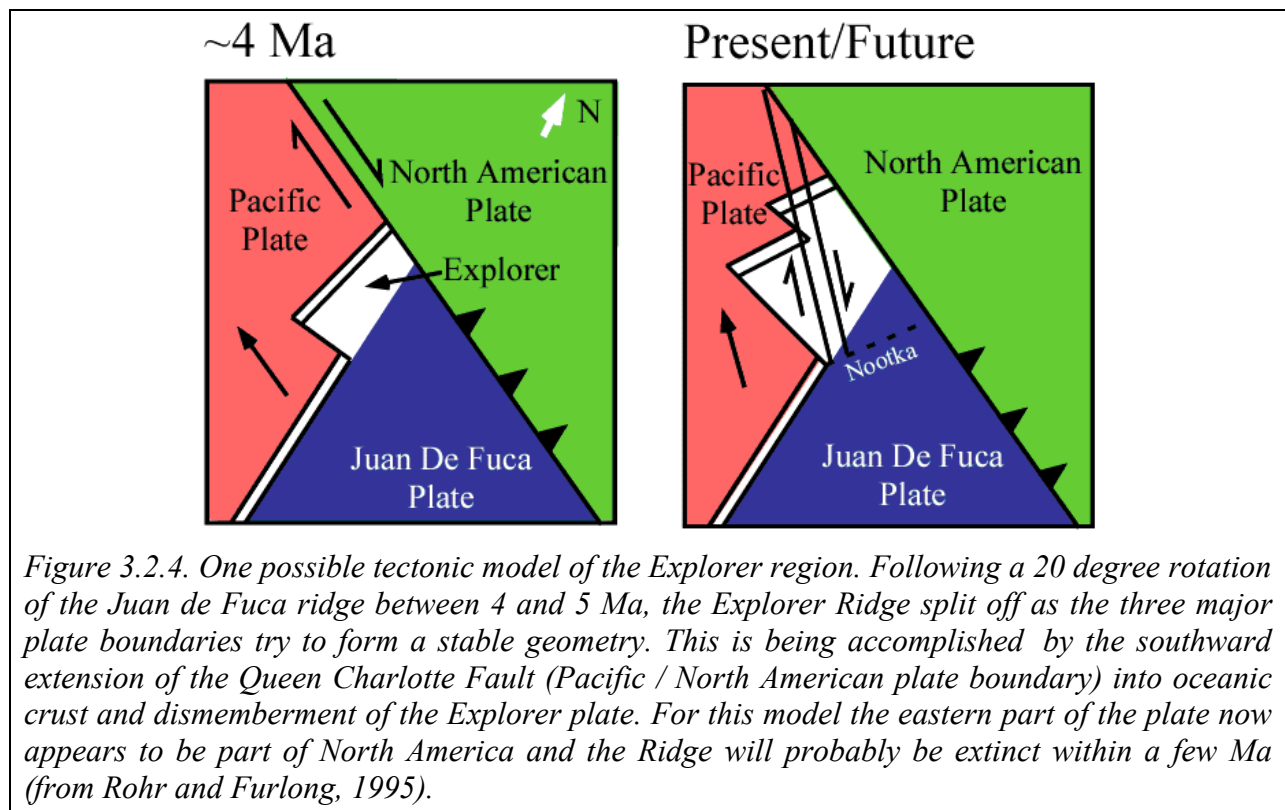 ~4 Ma
Present/Future
N
North American
Plate
Pacific
Plate
Explorer
Juan De Fuca
Plate
North American
Plate
Pacific
Plate
Nootka
Juan De Fuca
Plate
Figure 3.2.4. One possible tectonic model of the Explorer region. Following a 20 degree rotation
of the Juan de Fuca ridge between 4 and 5 Ma, the Explorer Ridge split off as the three major
plate boundaries try to form a stable geometry. This is being accomplished by the southward
extension of the Queen Charlotte Fault (Pacific / North American plate boundary) into oceanic
crust and dismemberment of the Explorer plate. For this model the eastern part of the plate now
appears to be part of North America and the Ridge will probably be extinct within a few Ma
(from Rohr and Furlong, 1995).